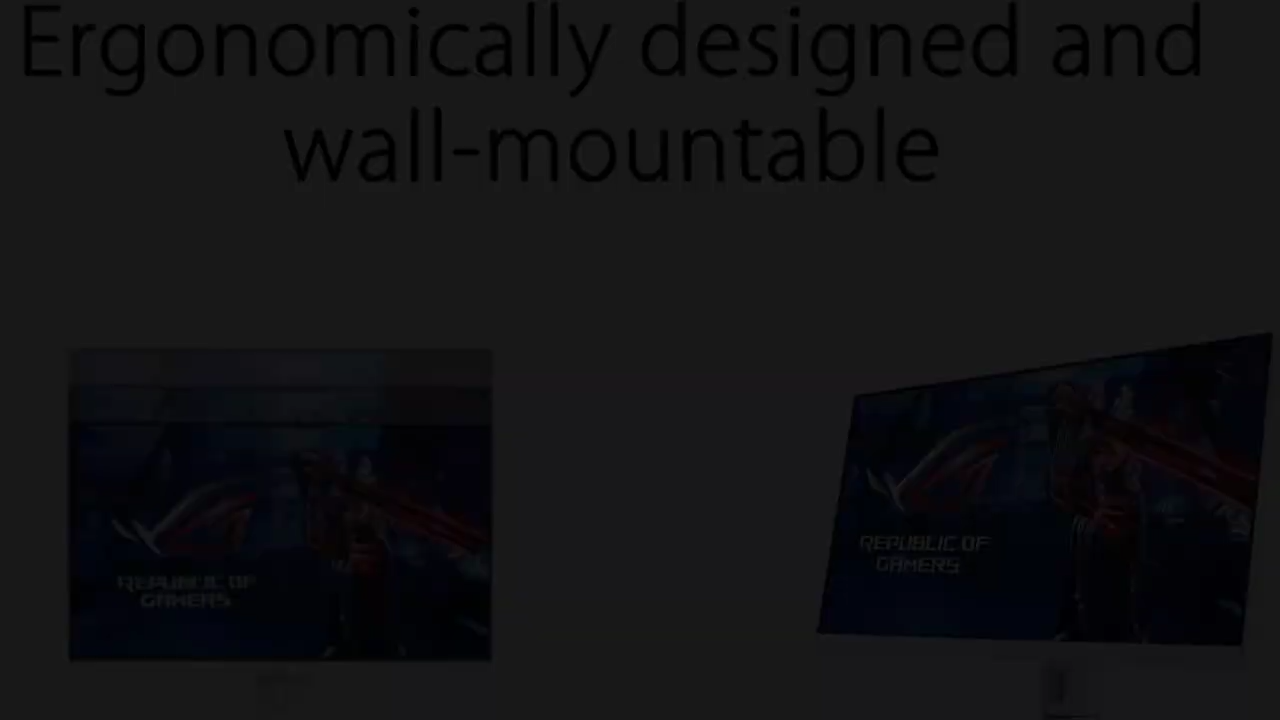 Ergonomically designed and
wall-mountable
REPUBLIC OF
GAMERS
REPUBLIC OF
GAMERS